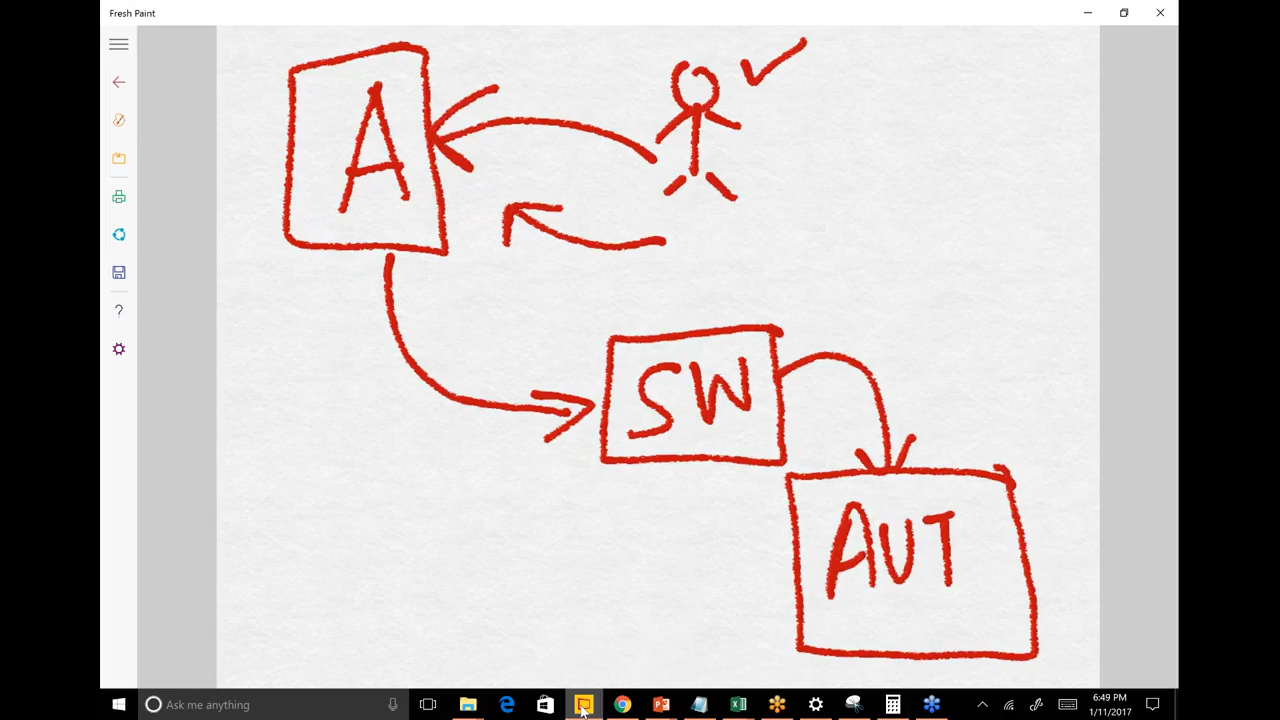 Fresh Paint
A
SW
AUT
?
Ask me anything
6:49 PM
1/11/2017